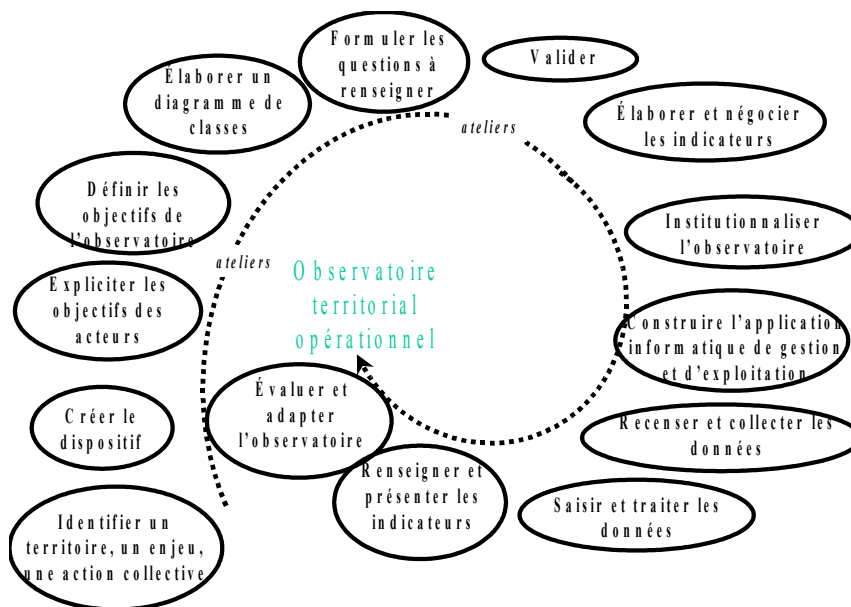 Formuler les
questions à
renseigner
Valider
Élaborer un
diagramme de
classes
Élaborer et négocier
les indicateurs
ateliers
Définir les
objectifs de
l'observatoire
Institutionnaliser
l'observatoire
ateliers
Observatoire
territorial
opérationnel
Expliciter les
objectifs des
acteurs
Construire l'application
informatique de gestion
et d'exploitation
Évaluer et
adapter
l'observatoire
Créer le
dispositif
Recenser et collecter les
données
Renseigner et
présenter les
indicateurs
Saisir et traiter les
données
Identifier un
territoire, un enjeu,
une action collective